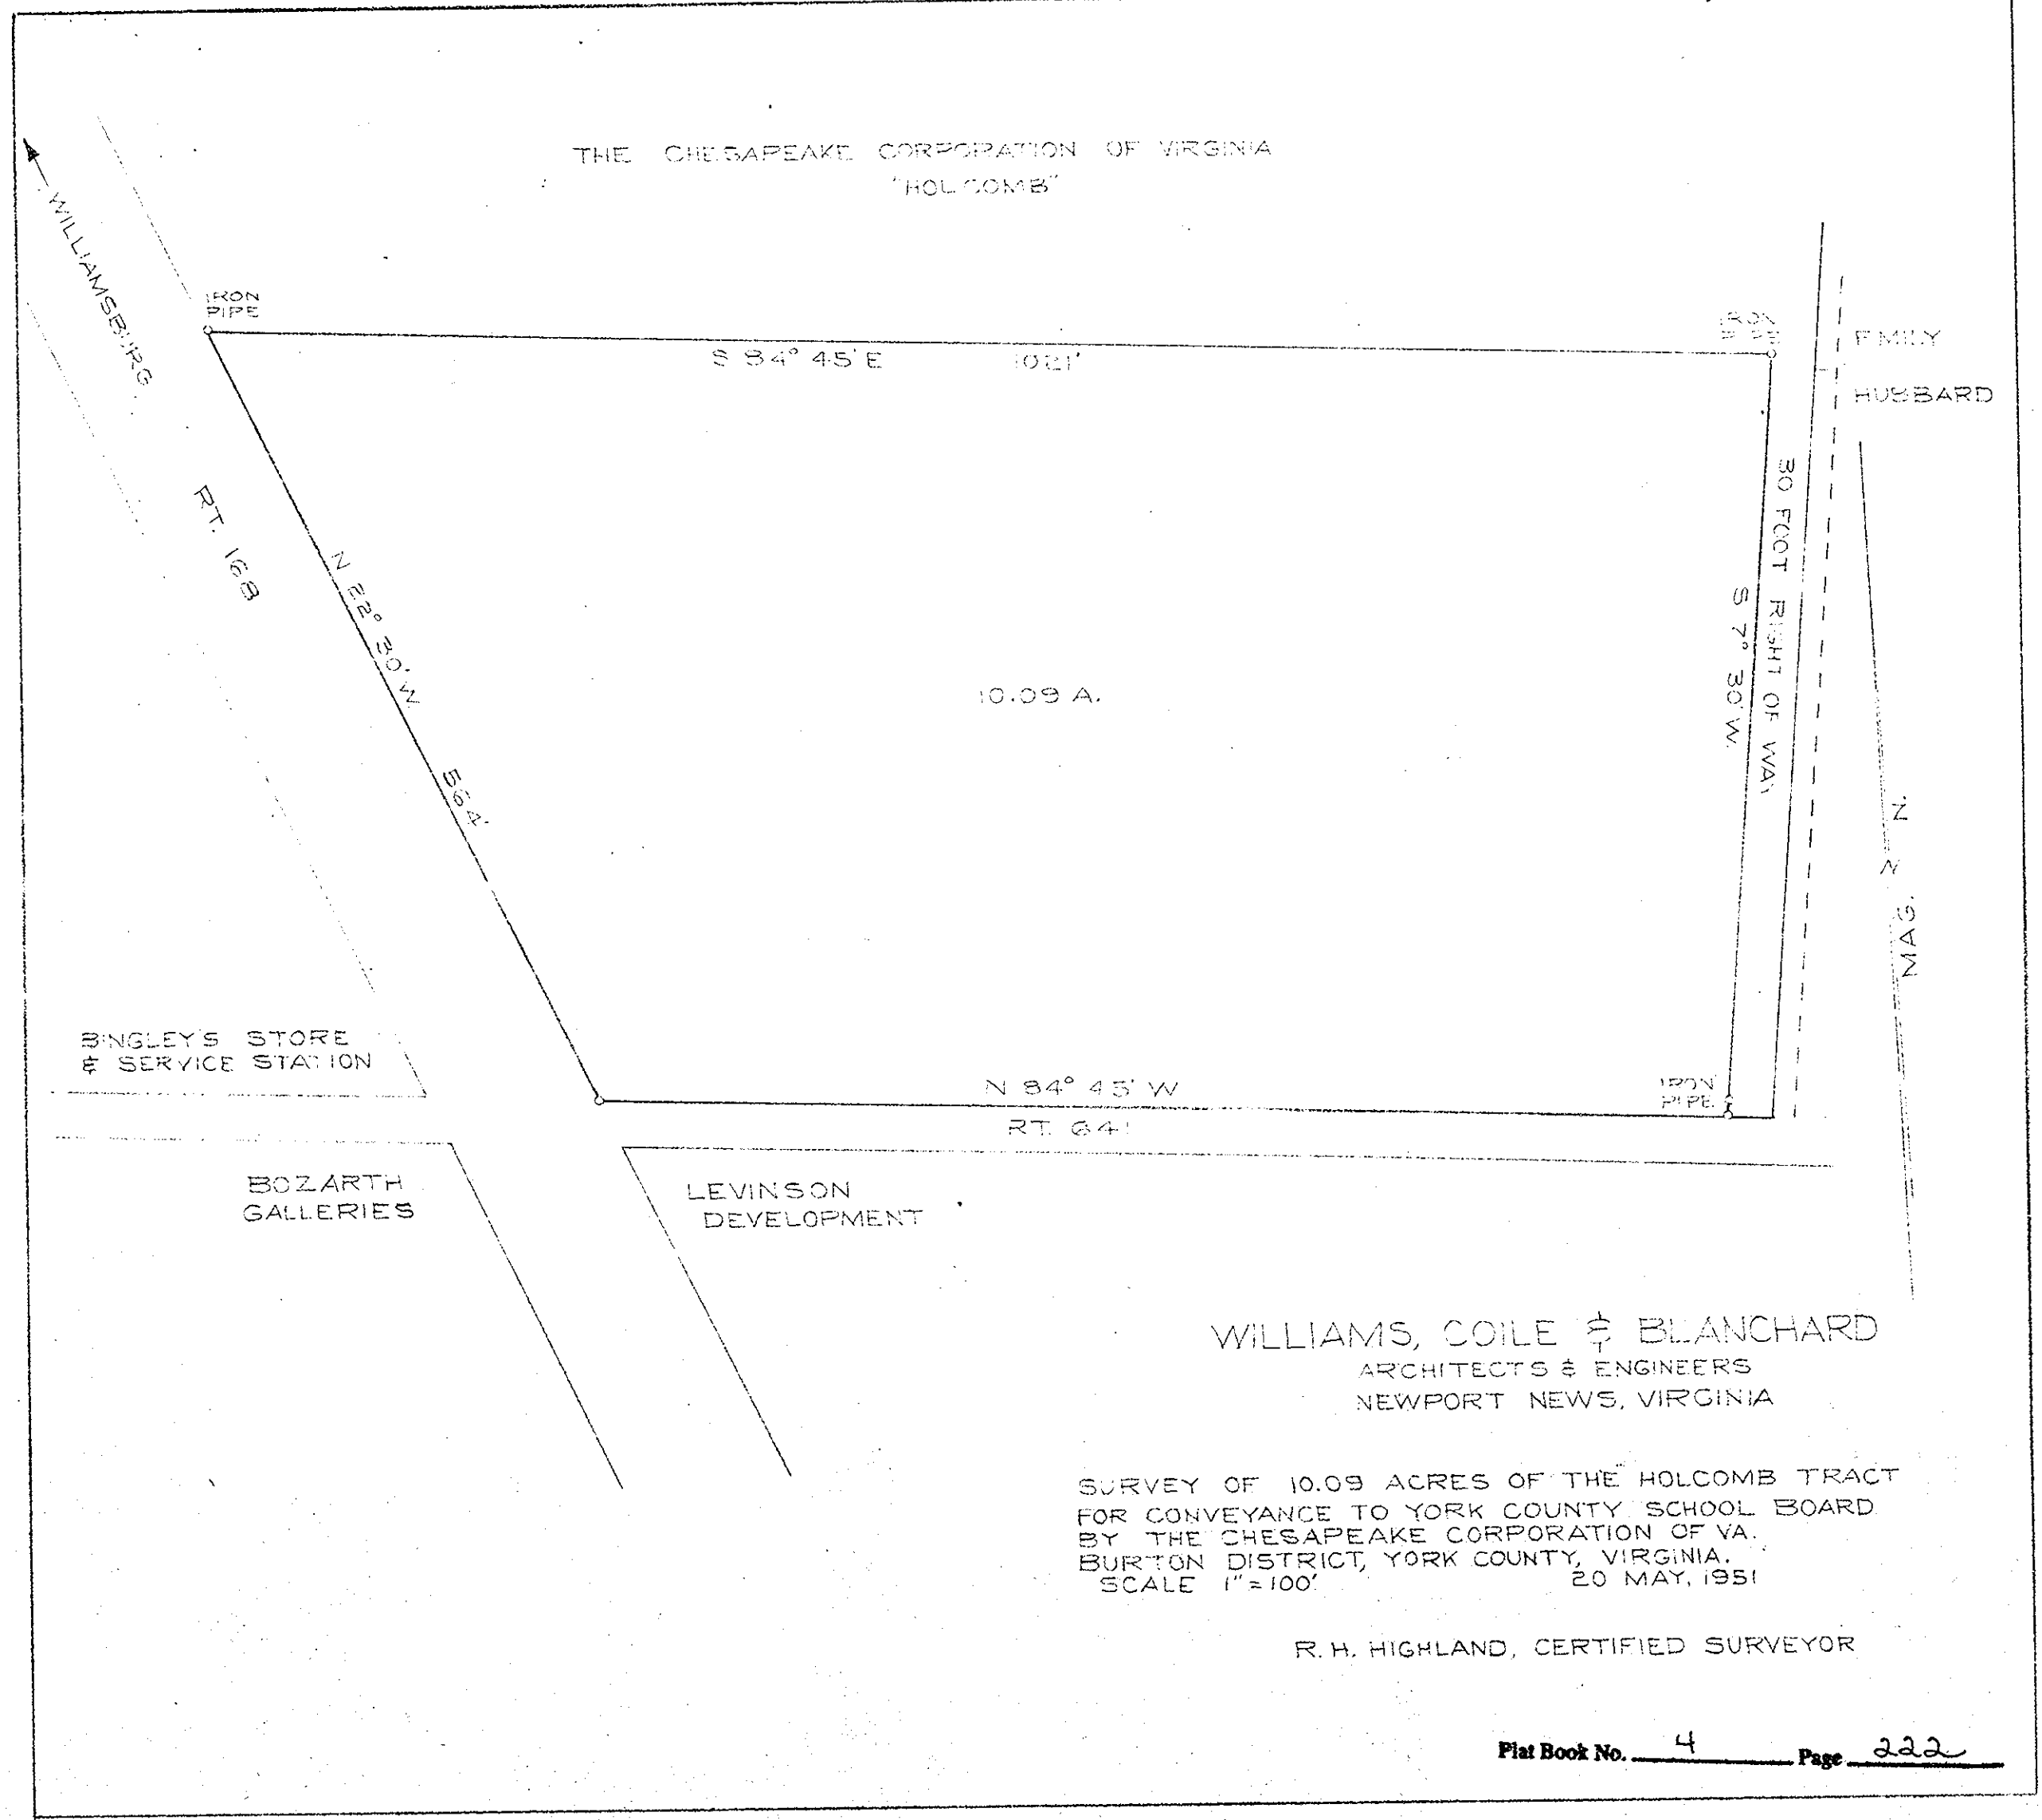 THE CHESAPEAKE CORPORATION OF VIRGINIA
"HOLCOMB"
WILLIAMSBURG
IRON
PIPE
IRON
PIPE
EMILY
HUBBARD
S 84° 45' E 1021'
RT. 168
N 22° 30' W.
564'
30 FOOT RIGHT OF WAY
S 7° 30' W.
10.09 A.
N.
MAG.
BINGLEY'S STORE
& SERVICE STATION
N 84° 45' W
IRON
PIPE
RT. 641
BOZARTH
GALLERIES
LEVINSON
DEVELOPMENT
WILLIAMS, COILE & BLANCHARD
ARCHITECTS & ENGINEERS
NEWPORT NEWS, VIRGINIA
SURVEY OF 10.09 ACRES OF THE HOLCOMB TRACT
FOR CONVEYANCE TO YORK COUNTY SCHOOL BOARD
BY THE CHESAPEAKE CORPORATION OF VA.
BURTON DISTRICT, YORK COUNTY, VIRGINIA.
SCALE 1"=100' 20 MAY, 1951
R. H. HIGHLAND, CERTIFIED SURVEYOR
Plat Book No. 4 Page 222